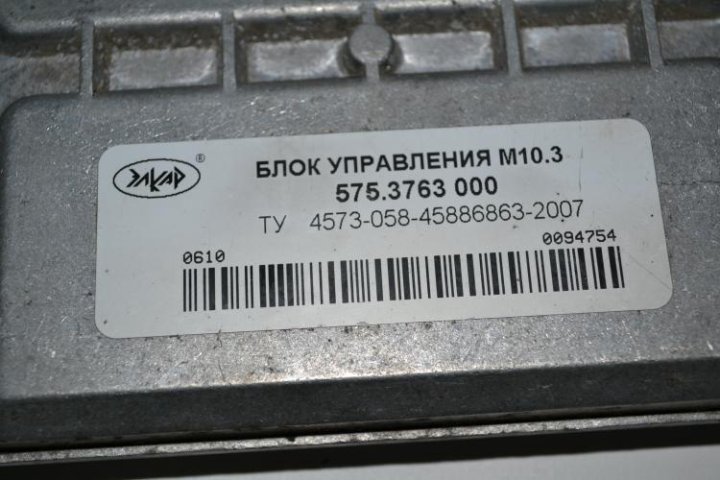 ЭЛКАР ®
БЛОК УПРАВЛЕНИЯ М10.3
575.3763 000
ТУ 4573-058-45886863-2007
0610
0094754